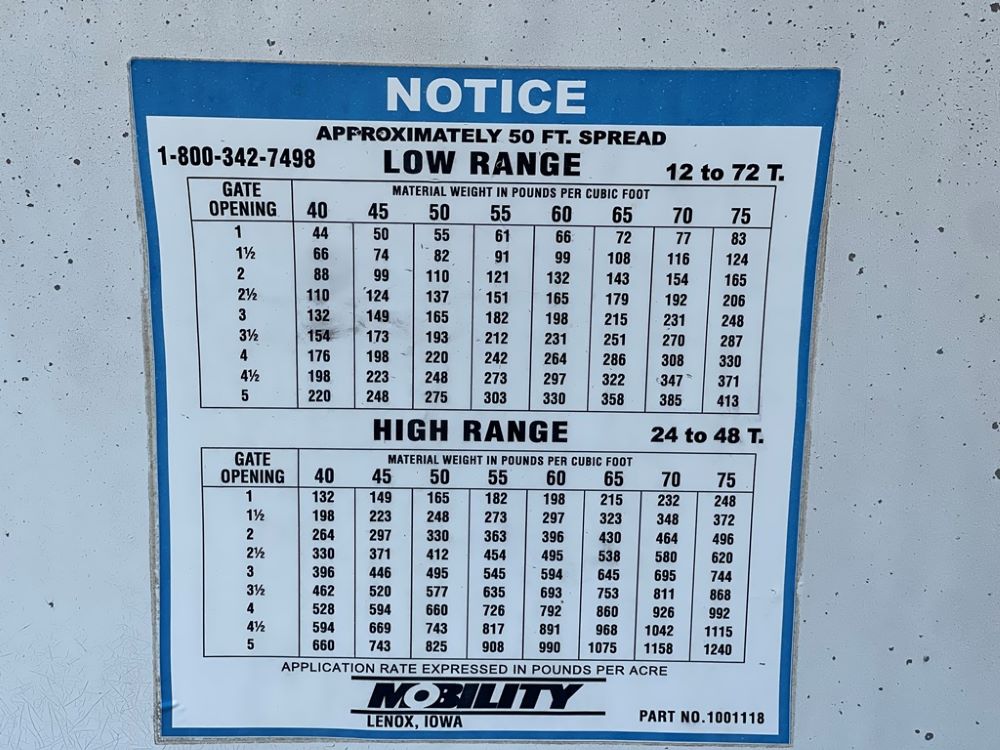 NOTICE
APPROXIMATELY 50 FT. SPREAD
1-800-342-7498 LOW RANGE 12 to 72 T.
GATE OPENING MATERIAL WEIGHT IN POUNDS PER CUBIC FOOT
40 45 50 55 60 65 70 75
1 44 50 55 61 66 72 77 83
1½ 66 74 82 91 99 108 116 124
2 88 99 110 121 132 143 154 165
2½ 110 124 137 151 165 179 192 206
3 132 149 165 182 198 215 231 248
3½ 154 173 193 212 231 251 270 287
4 176 198 220 242 264 286 308 330
4½ 198 223 248 273 297 322 347 371
5 220 248 275 303 330 358 385 413
HIGH RANGE 24 to 48 T.
GATE OPENING MATERIAL WEIGHT IN POUNDS PER CUBIC FOOT
40 45 50 55 60 65 70 75
1 132 149 165 182 198 215 232 248
1½ 198 223 248 273 297 323 348 372
2 264 297 330 363 396 430 464 496
2½ 330 371 412 454 495 538 580 620
3 396 446 495 545 594 645 695 744
3½ 462 520 577 635 693 753 811 868
4 528 594 660 726 792 860 926 992
4½ 594 669 743 817 891 968 1042 1115
5 660 743 825 908 990 1075 1158 1240
APPLICATION RATE EXPRESSED IN POUNDS PER ACRE
MOBILITY
LENOX, IOWA PART NO.1001118